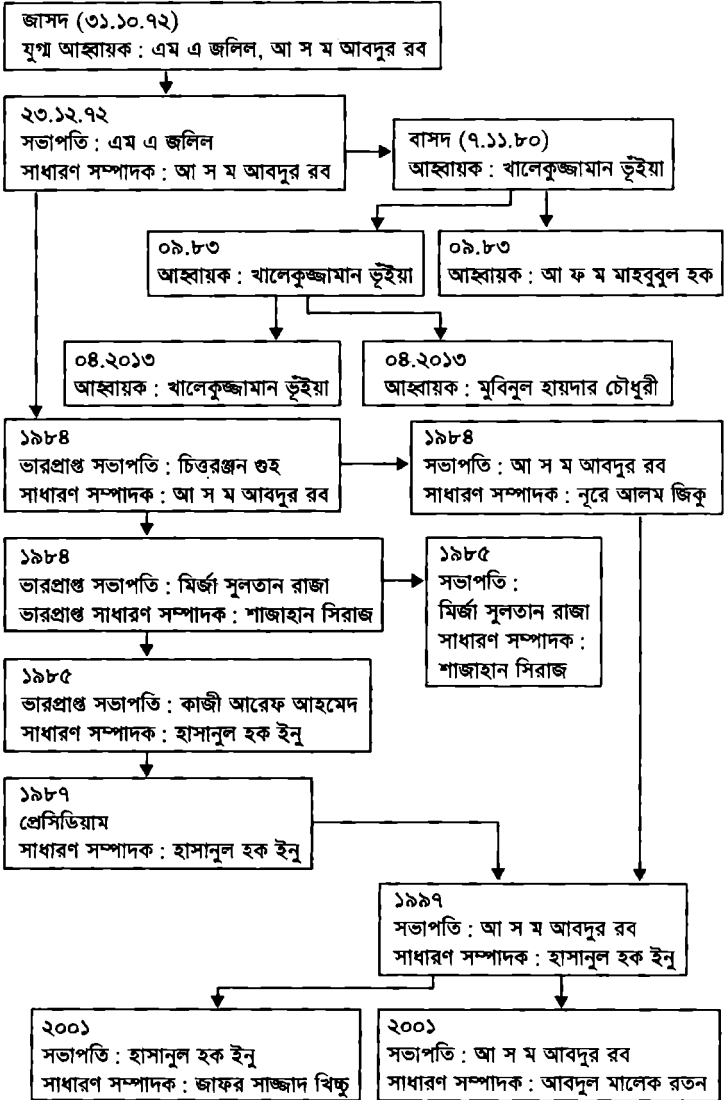 জাসদ (৩১.১০.৭২)
যুগ্ম আহ্বায়ক : এম এ জলিল, আ স ম আবদুর রব
২৩.১২.৭২
সভাপতি : এম এ জলিল
সাধারণ সম্পাদক : আ স ম আবদুর রব
বাসদ (৭.১১.৮০)
আহ্বায়ক : খালেকুজ্জামান ভূঁইয়া
০৯.৮৩
আহ্বায়ক : খালেকুজ্জামান ভূঁইয়া
০৯.৮৩
আহ্বায়ক : আ ফ ম মাহবুবুল হক
০৪.২০১৩
আহ্বায়ক : খালেকুজ্জামান ভূঁইয়া
০৪.২০১৩
আহ্বায়ক : মুবিনুল হায়দার চৌধুরী
১৯৮৪
ভারপ্রাপ্ত সভাপতি : চিত্তরঞ্জন গুহ
সাধারণ সম্পাদক : আ স ম আবদুর রব
১৯৮৪
সভাপতি : আ স ম আবদুর রব
সাধারণ সম্পাদক : নূরে আলম জিকু
১৯৮৪
ভারপ্রাপ্ত সভাপতি : মির্জা সুলতান রাজা
ভারপ্রাপ্ত সাধারণ সম্পাদক : শাজাহান সিরাজ
১৯৮৫
সভাপতি :
মির্জা সুলতান রাজা
সাধারণ সম্পাদক :
শাজাহান সিরাজ
১৯৮৫
ভারপ্রাপ্ত সভাপতি : কাজী আরেফ আহমেদ
সাধারণ সম্পাদক : হাসানুল হক ইনু
১৯৮৭
প্রেসিডিয়াম
সাধারণ সম্পাদক : হাসানুল হক ইনু
১৯৯৭
সভাপতি : আ স ম আবদুর রব
সাধারণ সম্পাদক : হাসানুল হক ইনু
২০০১
সভাপতি : হাসানুল হক ইনু
সাধারণ সম্পাদক : জাফর সাজ্জাদ খিচ্চু
২০০১
সভাপতি : আ স ম আবদুর রব
সাধারণ সম্পাদক : আবদুল মালেক রতন